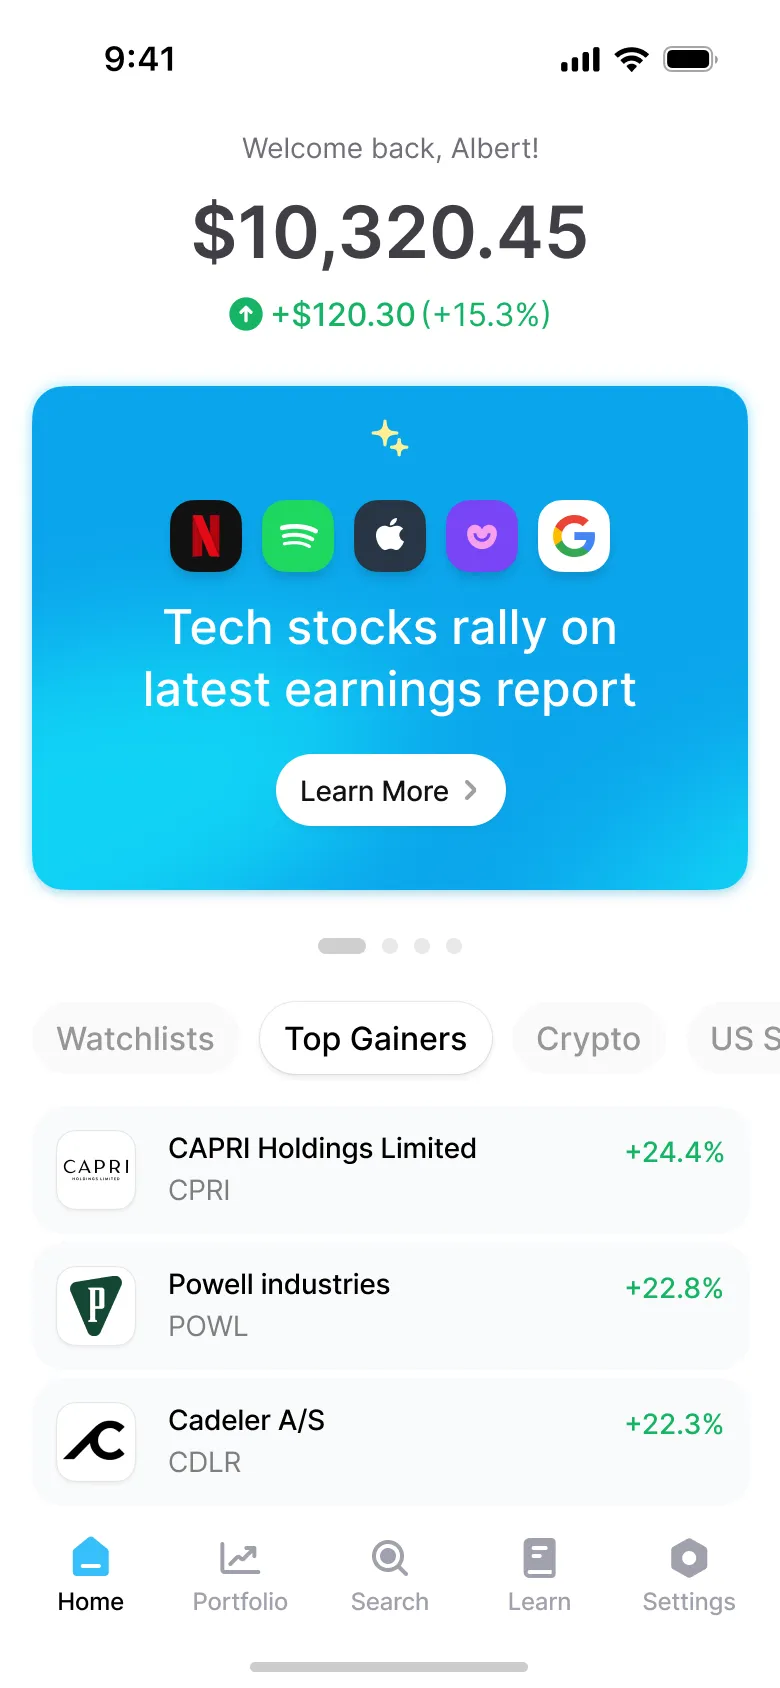 9:41
Welcome back, Albert!
$10,320.45
+$120.30 (+15.3%)
N
G
Tech stocks rally on
latest earnings report
Learn More
Watchlists
Top Gainers
Crypto
US S
CAPRI
HOLDINGS LIMITED
CAPRI Holdings Limited
+24.4%
CPRI
P
Powell industries
+22.8%
POWL
Cadeler A/S
+22.3%
CDLR
Home
Portfolio
Search
Learn
Settings